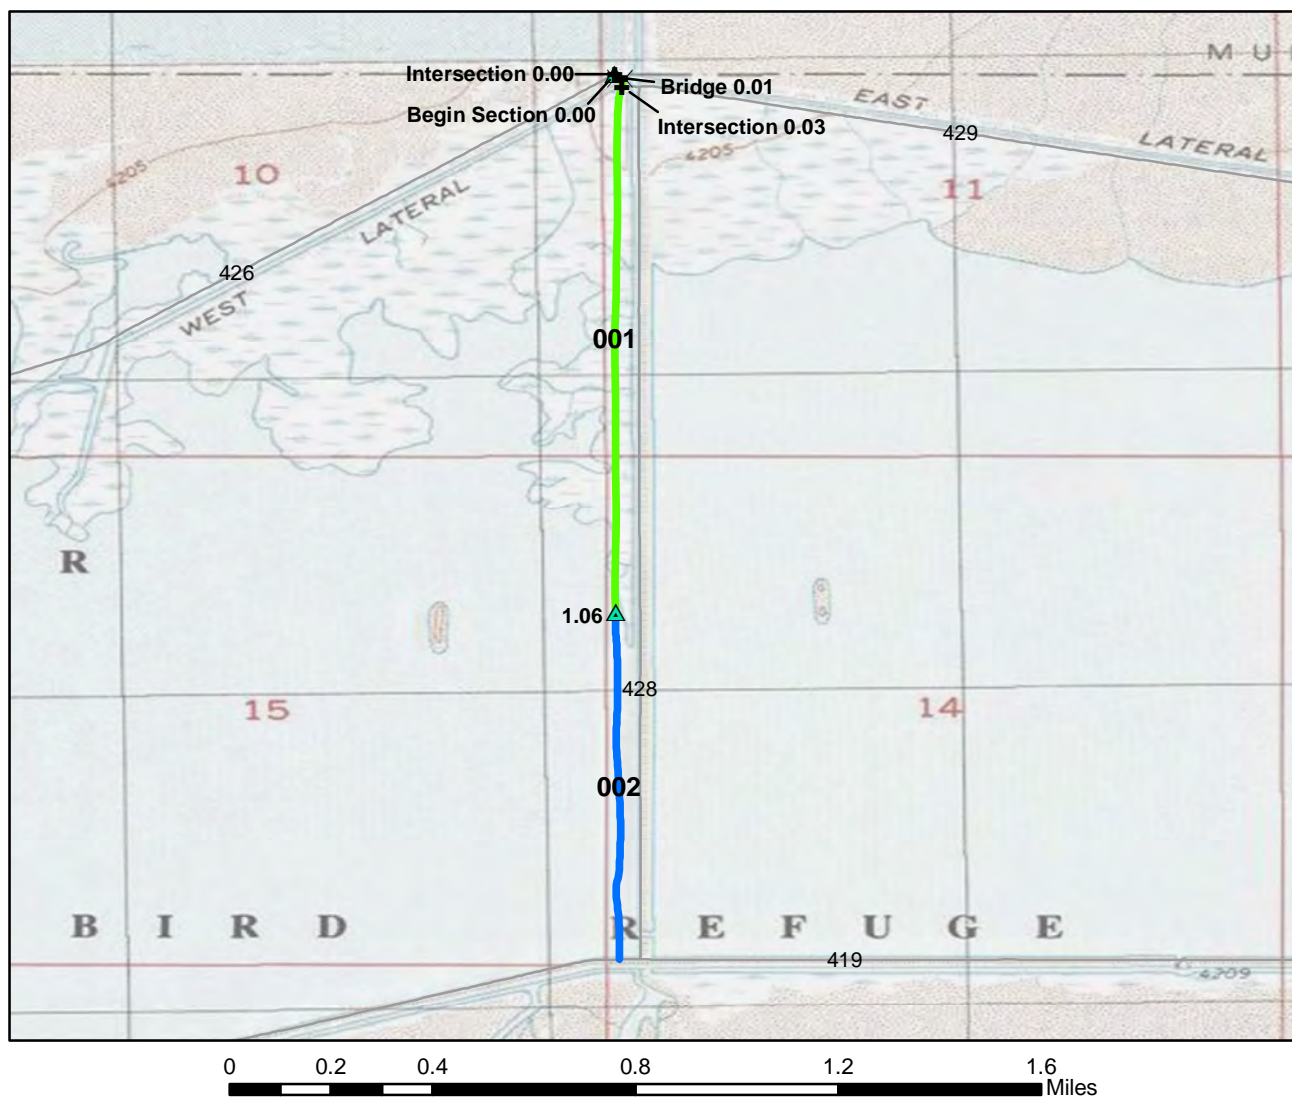 M U
Intersection 0.00
Bridge 0.01
Begin Section 0.00
Intersection 0.03
EAST
429
LATERAL
4205
4205
10
11
LATERAL
426
WEST
001
R
1.06
428
15
14
002
B I R D R E F U G E
419
4209
0 0.2 0.4 0.8 1.2 1.6
Miles